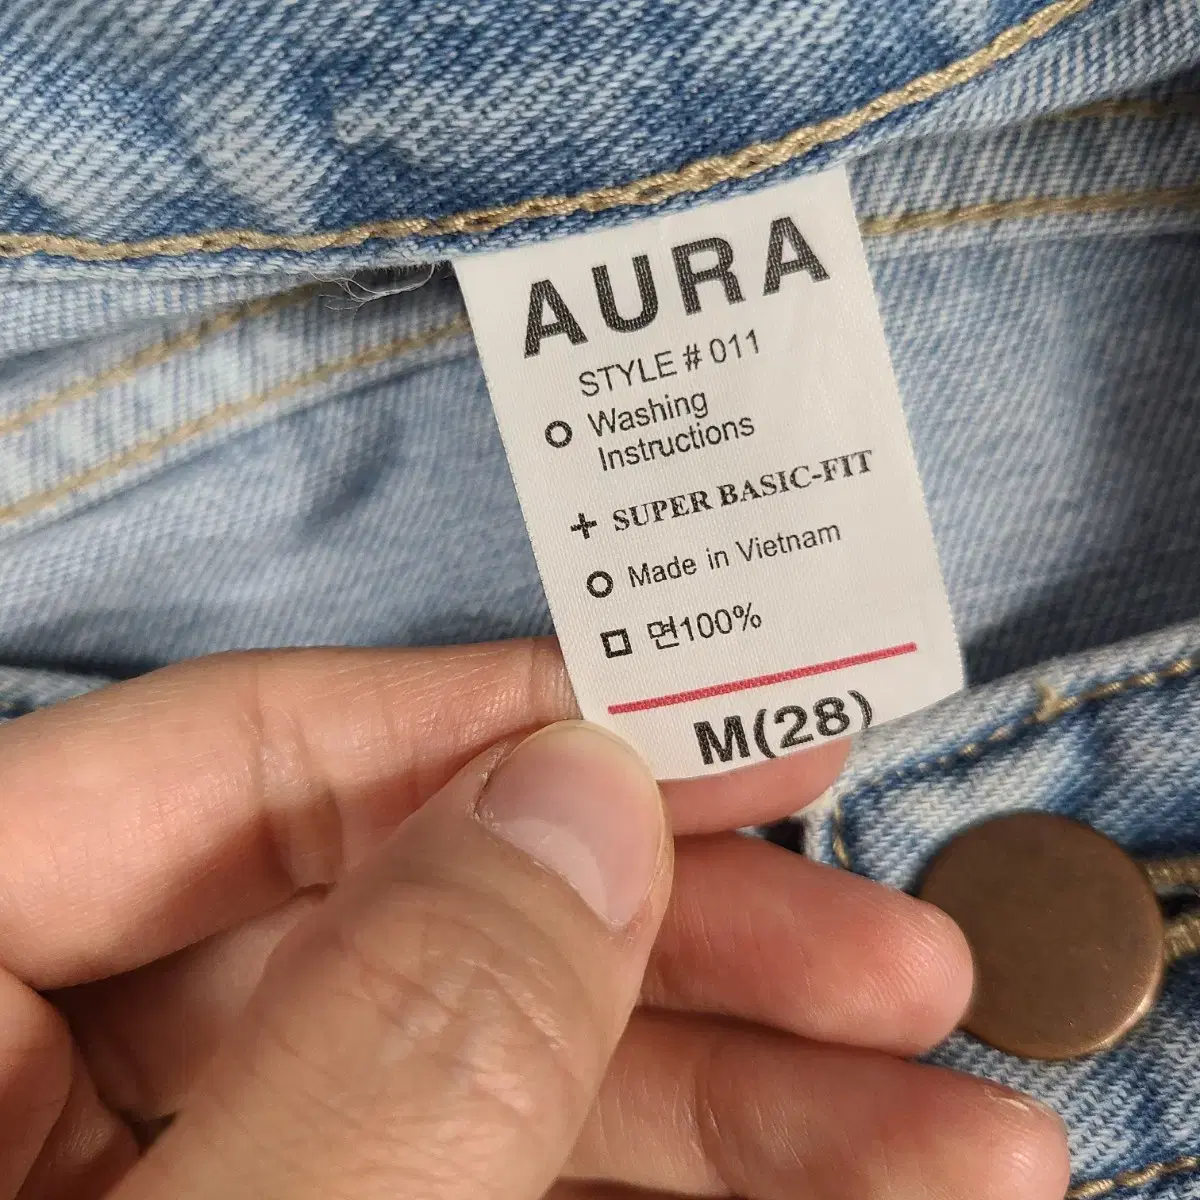 AURA
STYLE # 011
Washing
Instructions
SUPER BASIC-FIT
Made in Vietnam
면100%
M(28)